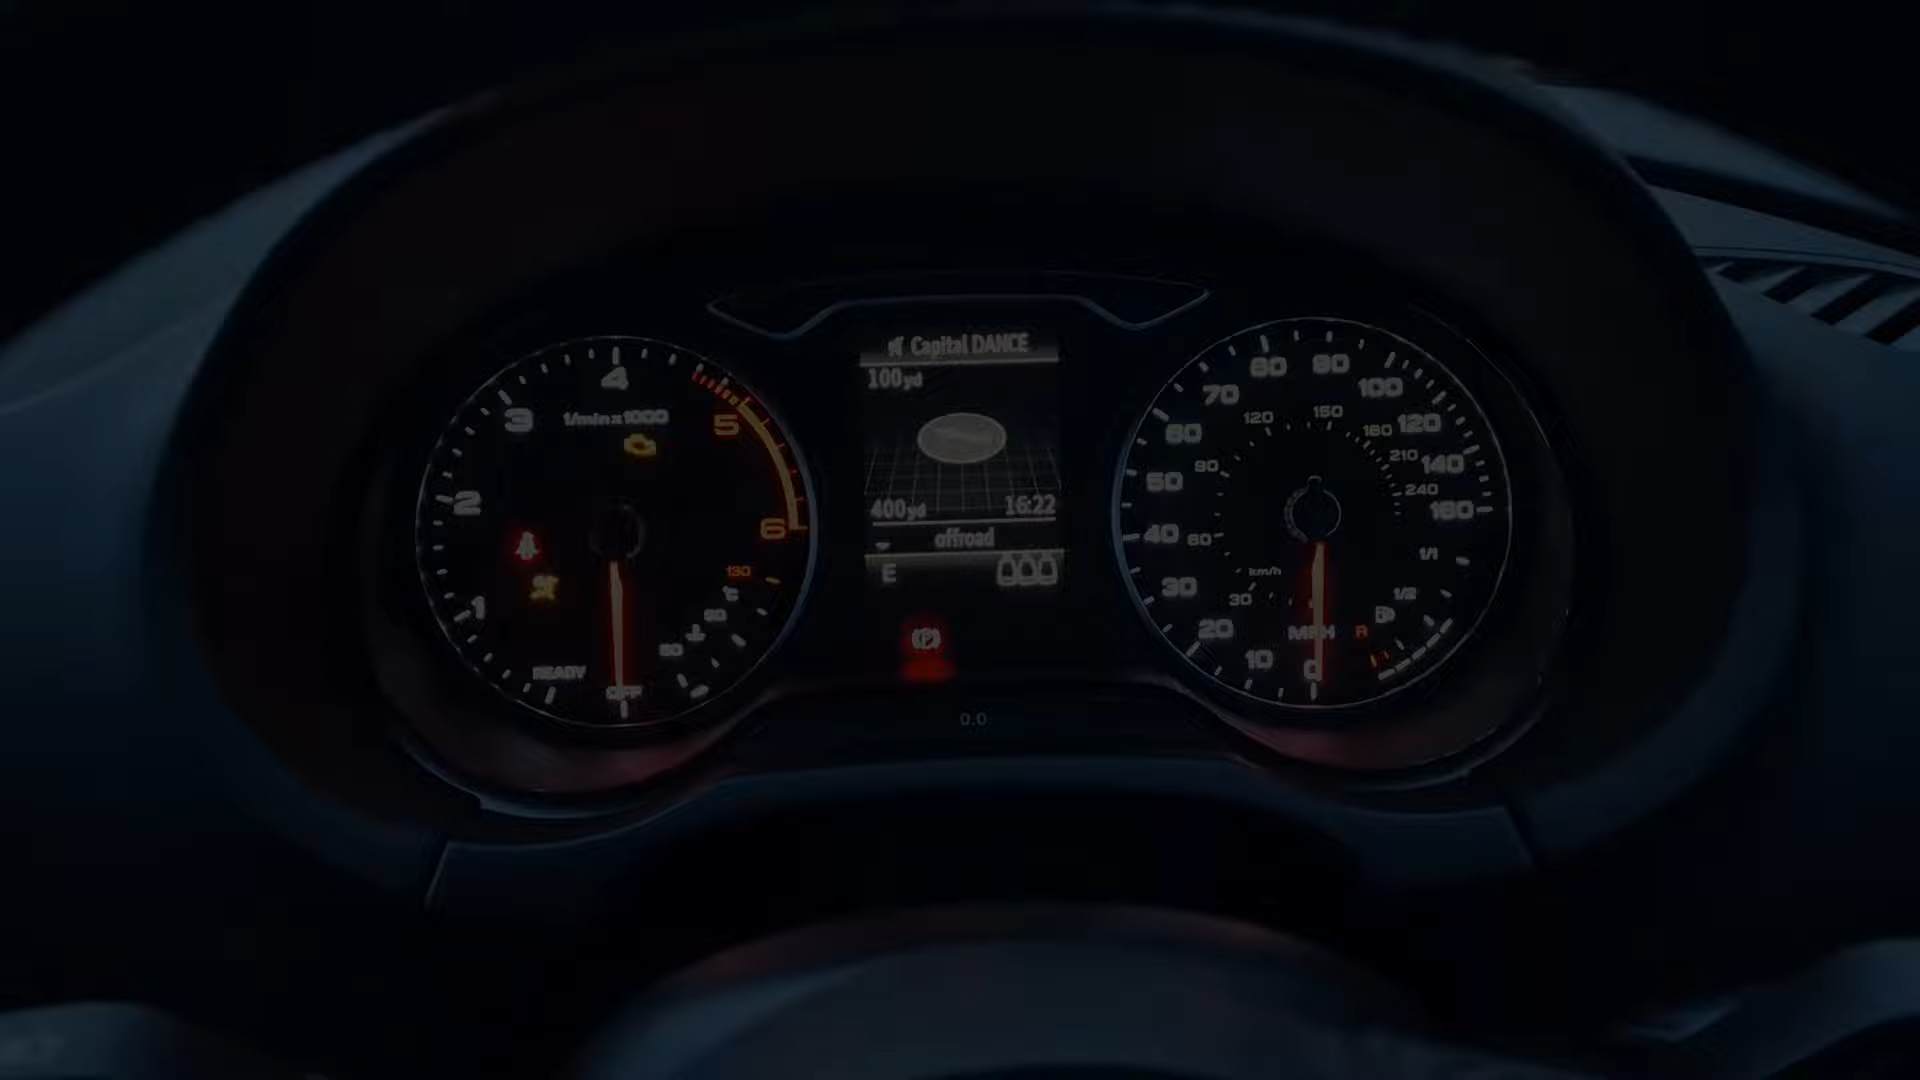 Capital DANCE
100yd
400yd 16:22
offroad
E
0.0
1/min x 1000
1
2
3
4
5
6
READY
OFF
50
90
130
°C
0
10
20
30
40
50
60
70
80
90
100
120
140
160
MPH
km/h
30
60
90
120
150
180
210
240
1/1
1/2
R
P